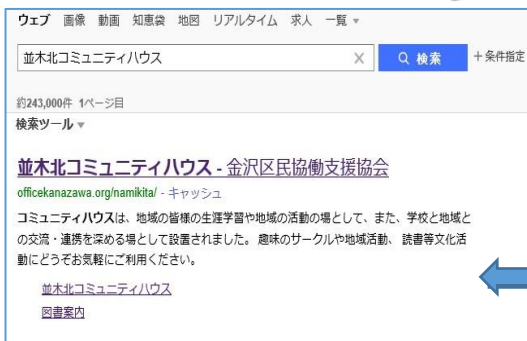 ウェブ 画像 動画 知恵袋 地図 リアルタイム 求人 一覧
並木北コミュニティハウス X 検索 +条件指定
約243,000件 1ページ目
検索ツール
並木北コミュニティハウス - 金沢区民協働支援協会
officekanazawa.org/namikita/ - キャッシュ
コミュニティハウスは、地域の皆様の生涯学習や地域の活動の場として、また、学校と地域と
の交流・連携を深める場として設置されました。 趣味のサークルや地域活動、 読書等文化活
動にどうぞお気軽にご利用ください。
並木北コミュニティハウス
図書案内